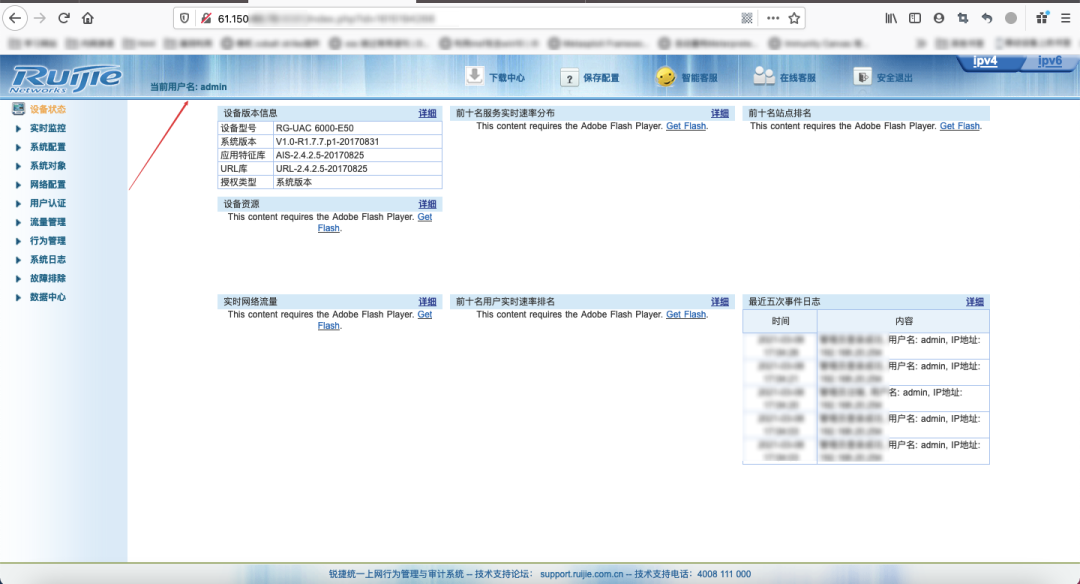 61.150
Ruijie
Networks
当前用户名: admin
下载中心
保存配置
智能客服
在线客服
安全退出
ipv4
ipv6
设备状态
实时监控
系统配置
系统对象
网络配置
用户认证
流量管理
行为管理
系统日志
故障排除
数据中心
设备版本信息 详细
设备型号 RG-UAC 6000-E50
系统版本 V1.0-R1.7.7.p1-20170831
应用特征库 AIS-2.4.2.5-20170825
URL库 URL-2.4.2.5-20170825
授权类型 系统版本
设备资源 详细
This content requires the Adobe Flash Player. Get
Flash.
前十名服务实时速率分布 详细
This content requires the Adobe Flash Player. Get Flash.
前十名站点排名
This content requires the Adobe Flash Player. Get Flash.
实时网络流量 详细
This content requires the Adobe Flash Player. Get
Flash.
前十名用户实时速率排名 详细
This content requires the Adobe Flash Player. Get Flash.
最近五次事件日志 详细
时间 内容
用户名: admin, IP地址:
用户名: admin, IP地址:
名: admin, IP地址:
用户名: admin, IP地址:
用户名: admin, IP地址:
锐捷统一上网行为管理与审计系统 -- 技术支持论坛: support.ruijie.com.cn -- 技术支持电话: 4008 111 000